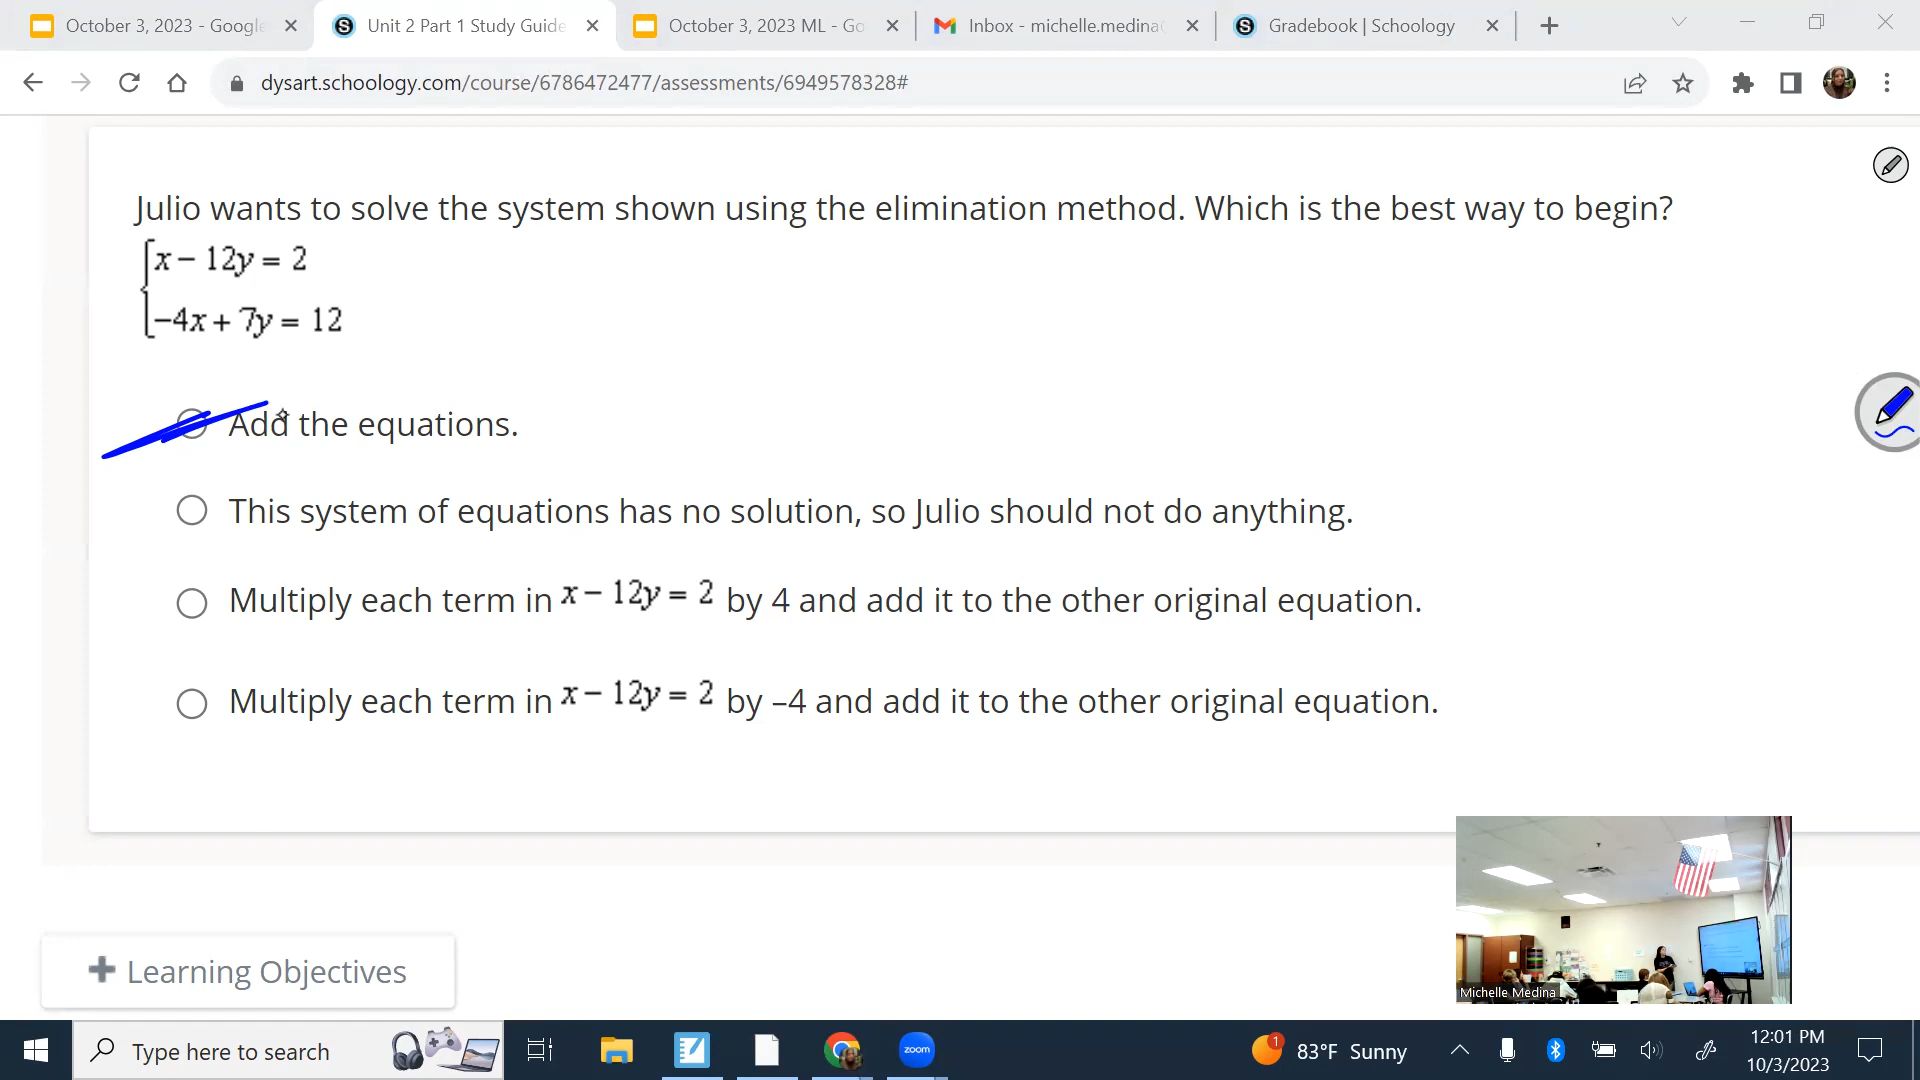 October 3, 2023 - Google
Unit 2 Part 1 Study Guide
October 3, 2023 ML - Go
Inbox - michelle.medina
Gradebook | Schoology
dysart.schoology.com/course/6786472477/assessments/6949578328#
Julio wants to solve the system shown using the elimination method. Which is the best way to begin?
x − 12y = 2
−4x + 7y = 12
Add the equations.
This system of equations has no solution, so Julio should not do anything.
Multiply each term in x − 12y = 2 by 4 and add it to the other original equation.
Multiply each term in x − 12y = 2 by –4 and add it to the other original equation.
Michelle Medina
+ Learning Objectives
Type here to search
zoom
1
83°F Sunny
12:01 PM
10/3/2023